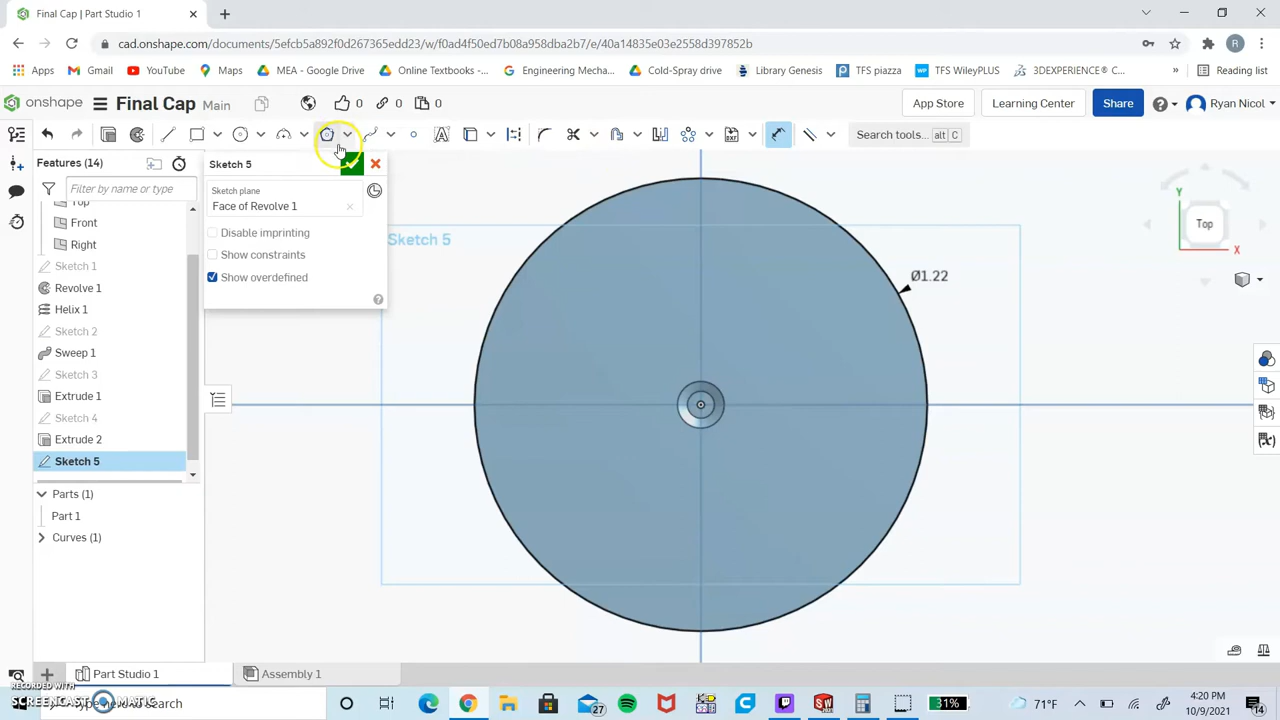 Final Cap | Part Studio 1
cad.onshape.com/documents/5efcb5a892f0d267365edd23/w/f0ad4f50ed7b06a958dba2b7/e/40a14835e03e2558d397852b
Apps
Gmail
YouTube
Maps
MEA - Google Drive
Online Textbooks -...
Engineering Mecha...
Cold-Spray drive
Library Genesis
TFS piazza
TFS WileyPLUS
3DEXPERIENCE® C...
Reading list
onshape
Final Cap Main
0
0
0
App Store
Learning Center
Share
Ryan Nicol
Search tools... alt C
Features (14)
Filter by name or type
Top
Front
Right
Sketch 1
Revolve 1
Helix 1
Sketch 2
Sweep 1
Sketch 3
Extrude 1
Sketch 4
Extrude 2
Sketch 5
Parts (1)
Part 1
Curves (1)
Sketch 5
Sketch plane
Face of Revolve 1
Disable imprinting
Show constraints
Show overdefined
Sketch 5
Ø1.22
Y
Top
X
Part Studio 1
Assembly 1
RECORDED WITH
SCREENCAST MATIC
search
27
31%
71°F
4:20 PM
10/9/2021
14